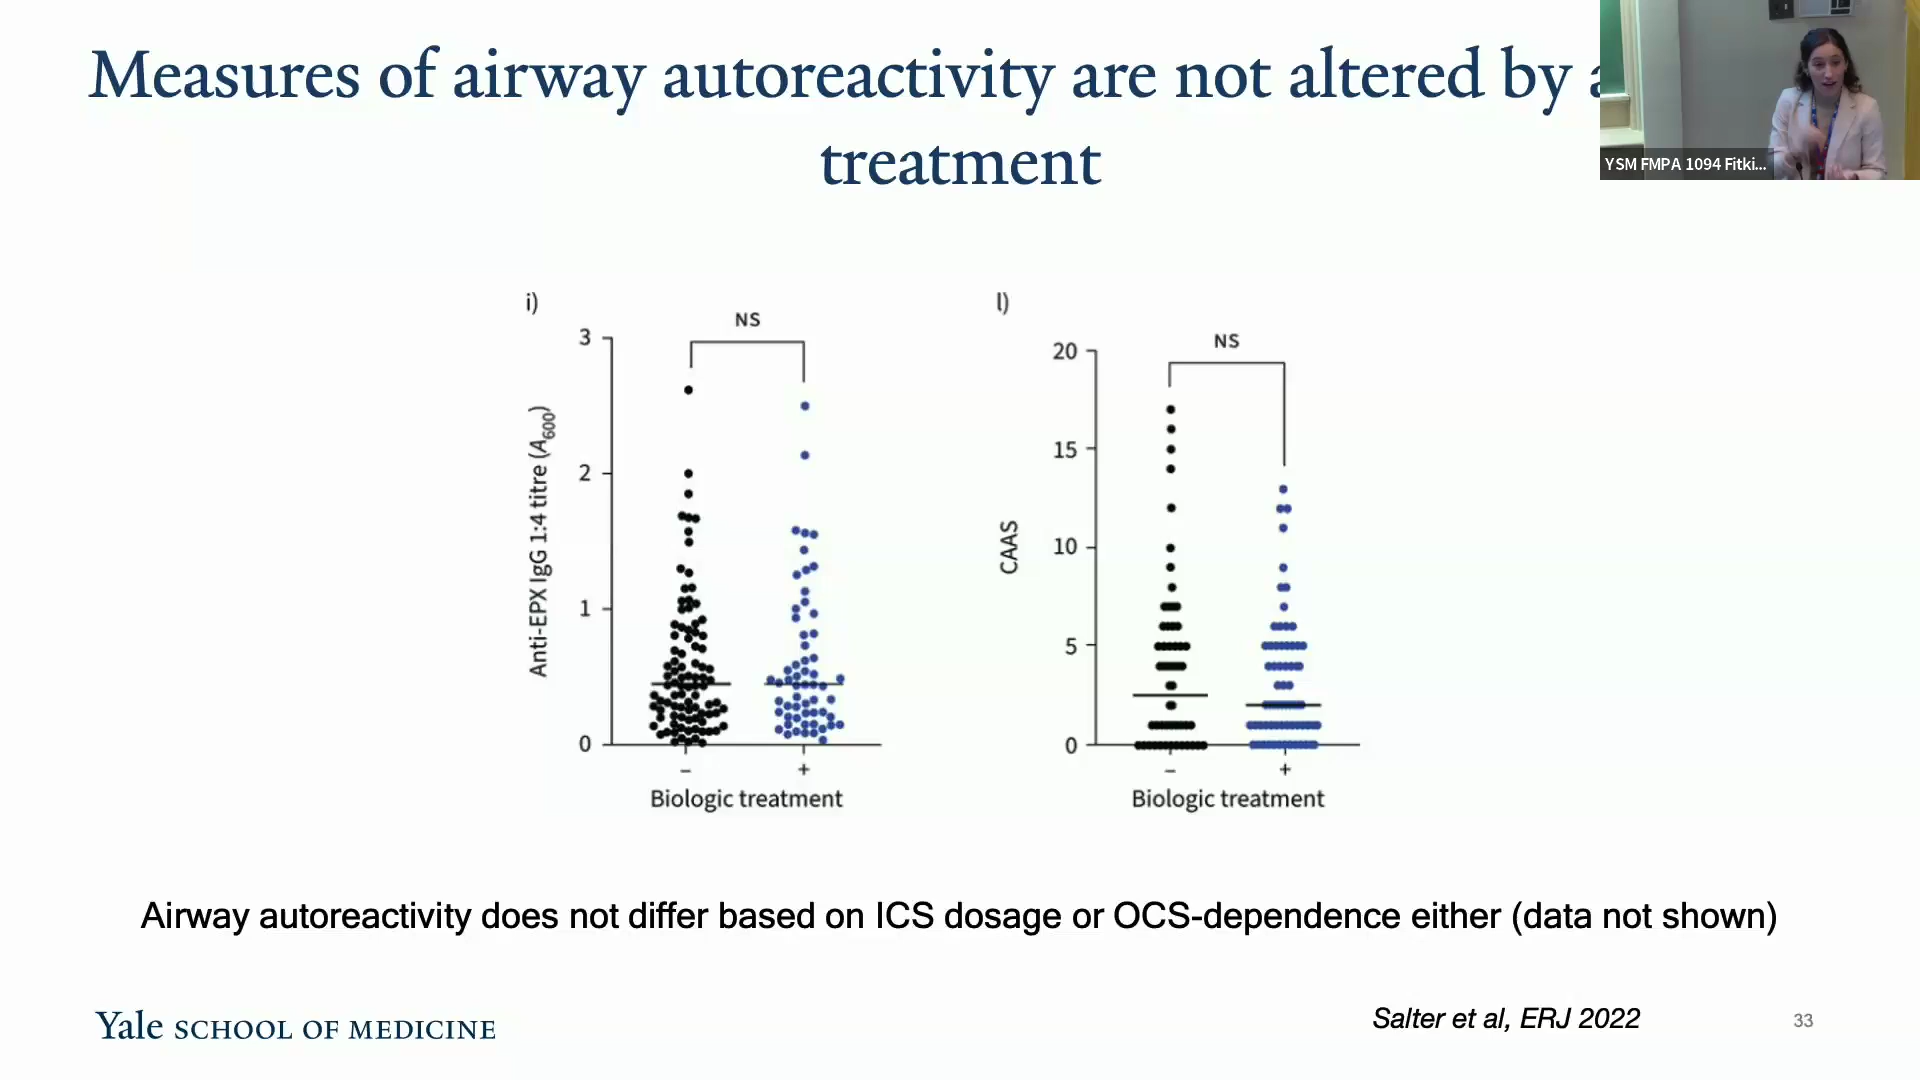 Measures of airway autoreactivity are not altered by
treatment
YSM FMPA 1094 Fitki...
i)
NS
3
2
1
0
Anti-EPX IgG 1:4 titre (A600)
–
+
Biologic treatment
l)
NS
20
15
10
5
0
CAAS
–
+
Biologic treatment
Airway autoreactivity does not differ based on ICS dosage or OCS-dependence either (data not shown)
Yale SCHOOL OF MEDICINE
Salter et al, ERJ 2022
33